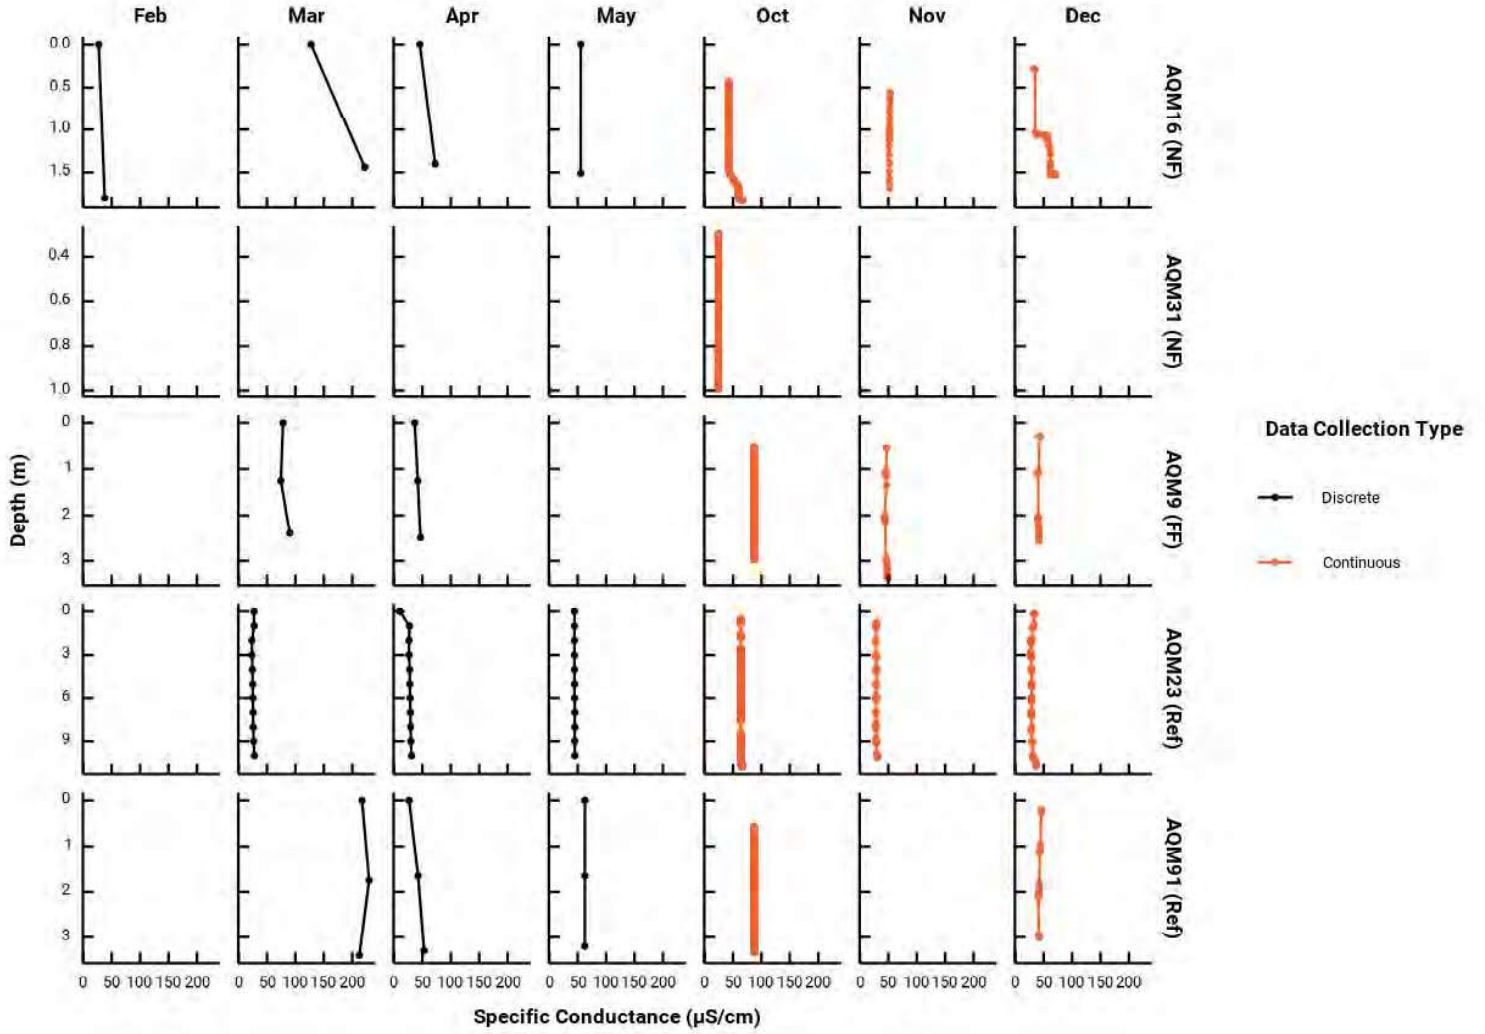 Feb Mar Apr May Oct Nov Dec
0.0
0.5
1.0
1.5
AQM16 (NF)
0.4
0.6
0.8
1.0
AQM31 (NF)
0
1
2
3
AQM9 (FF)
0
3
6
9
AQM23 (Ref)
0
1
2
3
AQM91 (Ref)
Depth (m)
0 50 100 150 200 0 50 100 150 200 0 50 100 150 200 0 50 100 150 200 0 50 100 150 200 0 50 100 150 200 0 50 100 150 200
Specific Conductance (µS/cm)
Data Collection Type
Discrete
Continuous